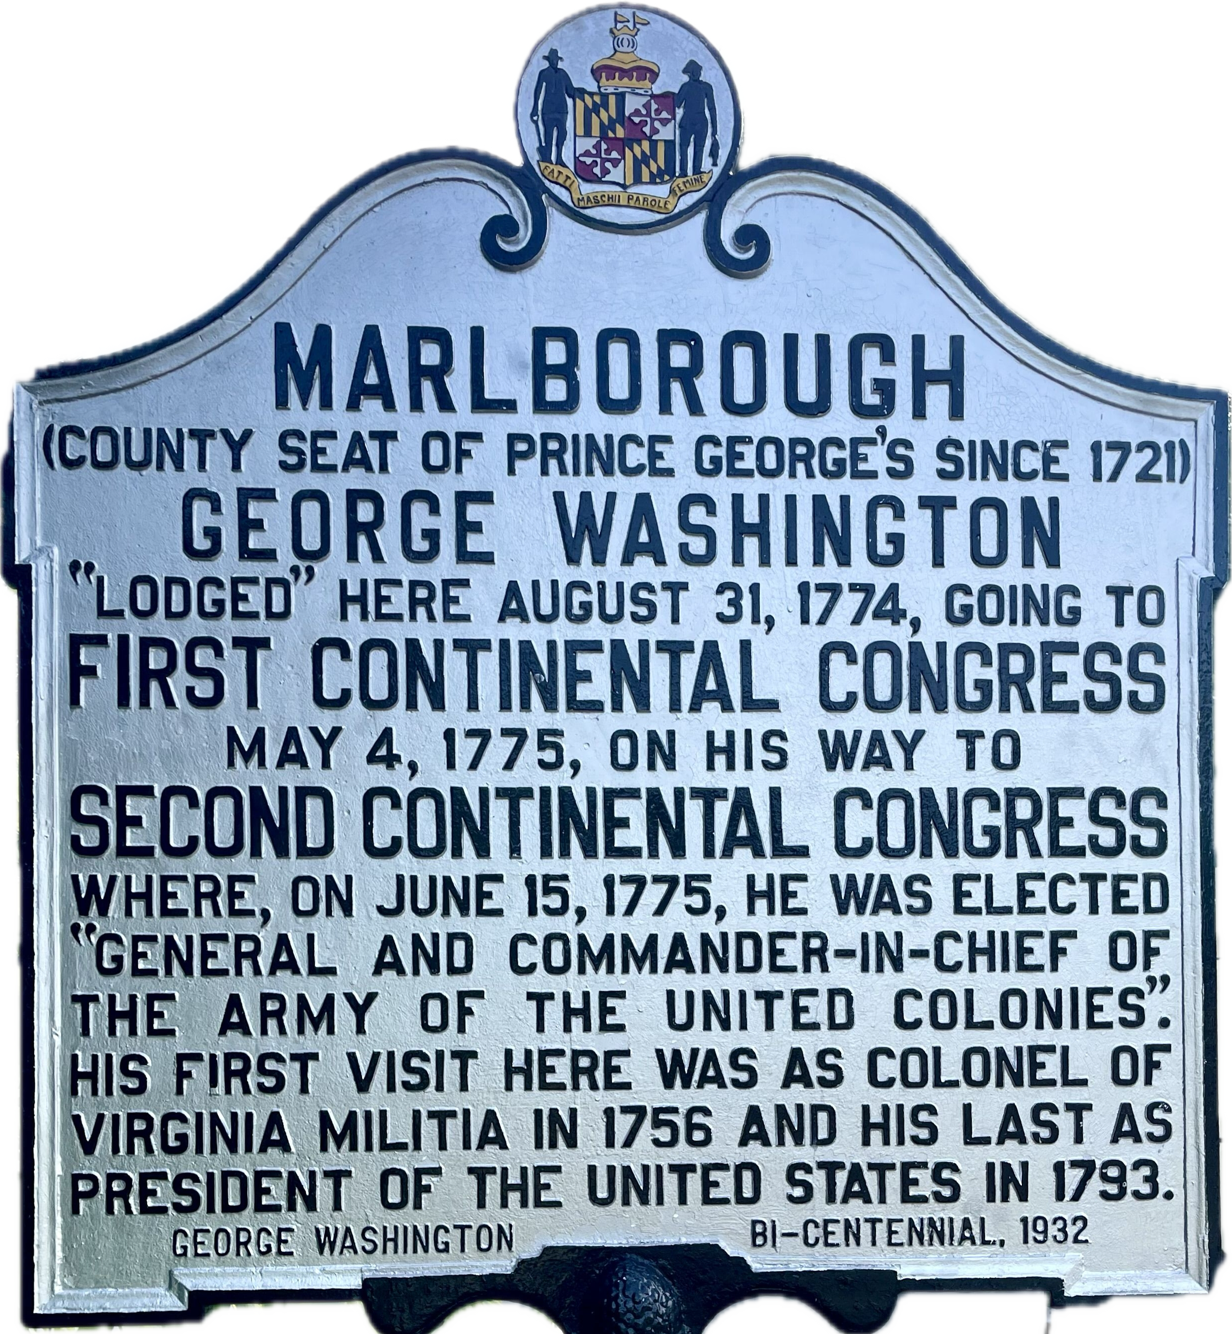 FATTI MASCHII PAROLE FEMINE
MARLBOROUGH
(COUNTY SEAT OF PRINCE GEORGE'S SINCE 1721)
GEORGE WASHINGTON
"LODGED" HERE AUGUST 31, 1774, GOING TO
FIRST CONTINENTAL CONGRESS
MAY 4, 1775, ON HIS WAY TO
SECOND CONTINENTAL CONGRESS
WHERE, ON JUNE 15, 1775, HE WAS ELECTED
"GENERAL AND COMMANDER-IN-CHIEF OF
THE ARMY OF THE UNITED COLONIES".
HIS FIRST VISIT HERE WAS AS COLONEL OF
VIRGINIA MILITIA IN 1756 AND HIS LAST AS
PRESIDENT OF THE UNITED STATES IN 1793.
GEORGE WASHINGTON BI-CENTENNIAL, 1932